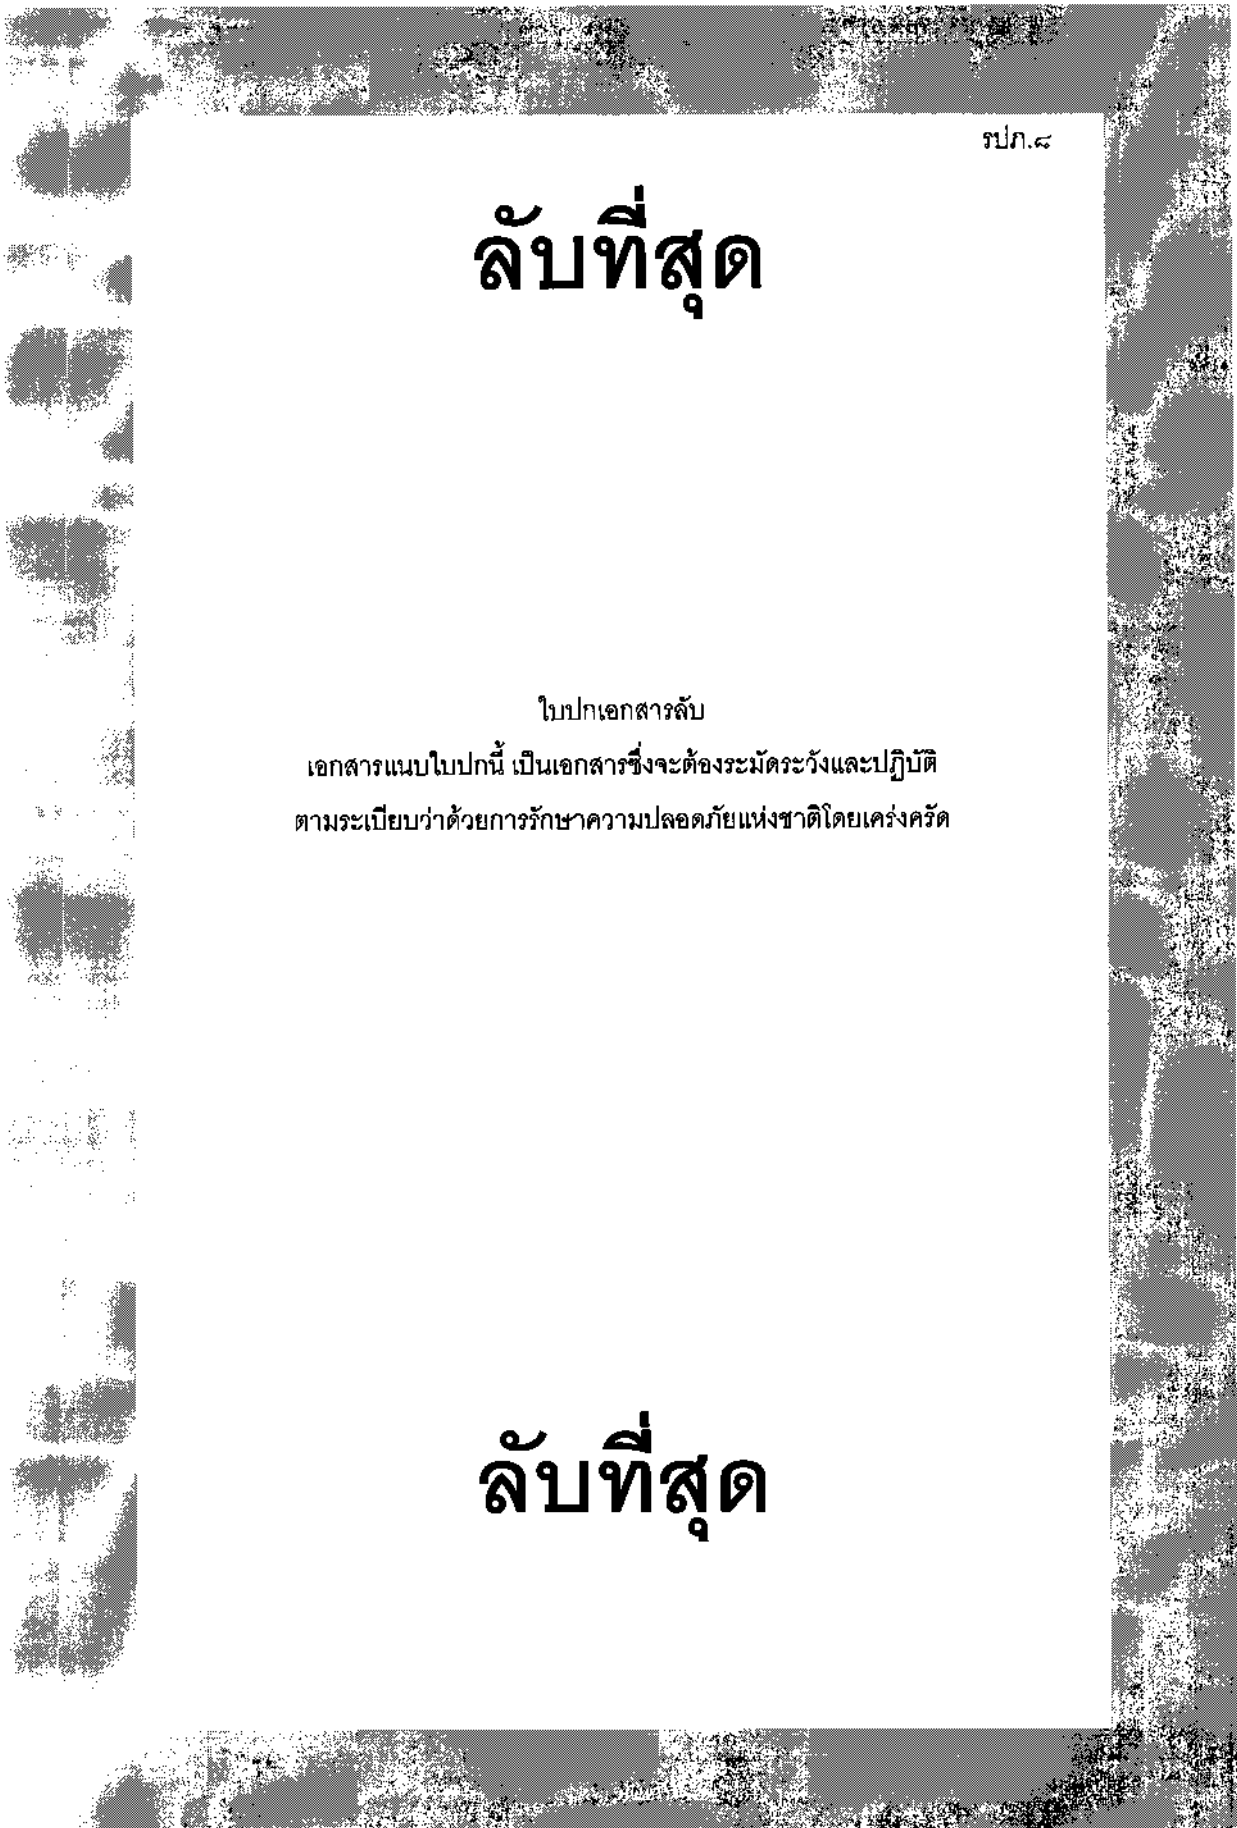 รปภ.๘
ลับที่สุด
ใบปกเอกสารลับ
เอกสารแนบใบปกนี้ เป็นเอกสารซึ่งจะต้องระมัดระวังและปฏิบัติ
ตามระเบียบว่าด้วยการรักษาความปลอดภัยแห่งชาติโดยเคร่งครัด
ลับที่สุด